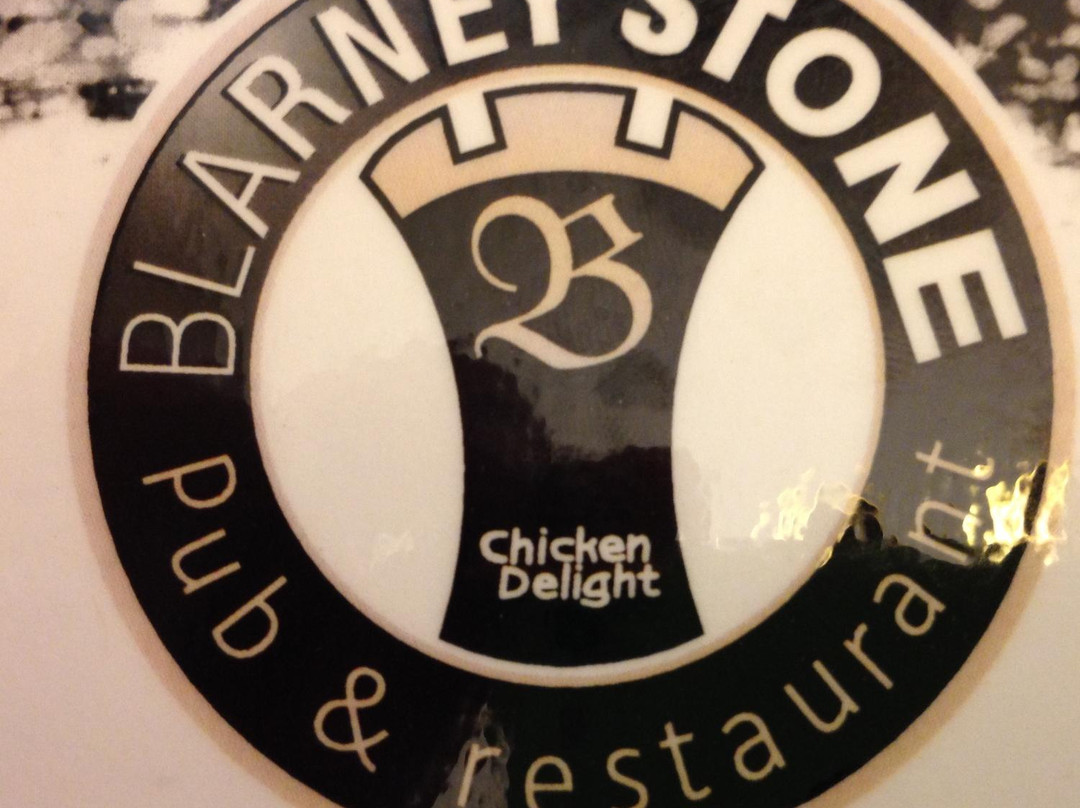 BLARNEY STONE
B
Chicken
Delight
pub & restaurant